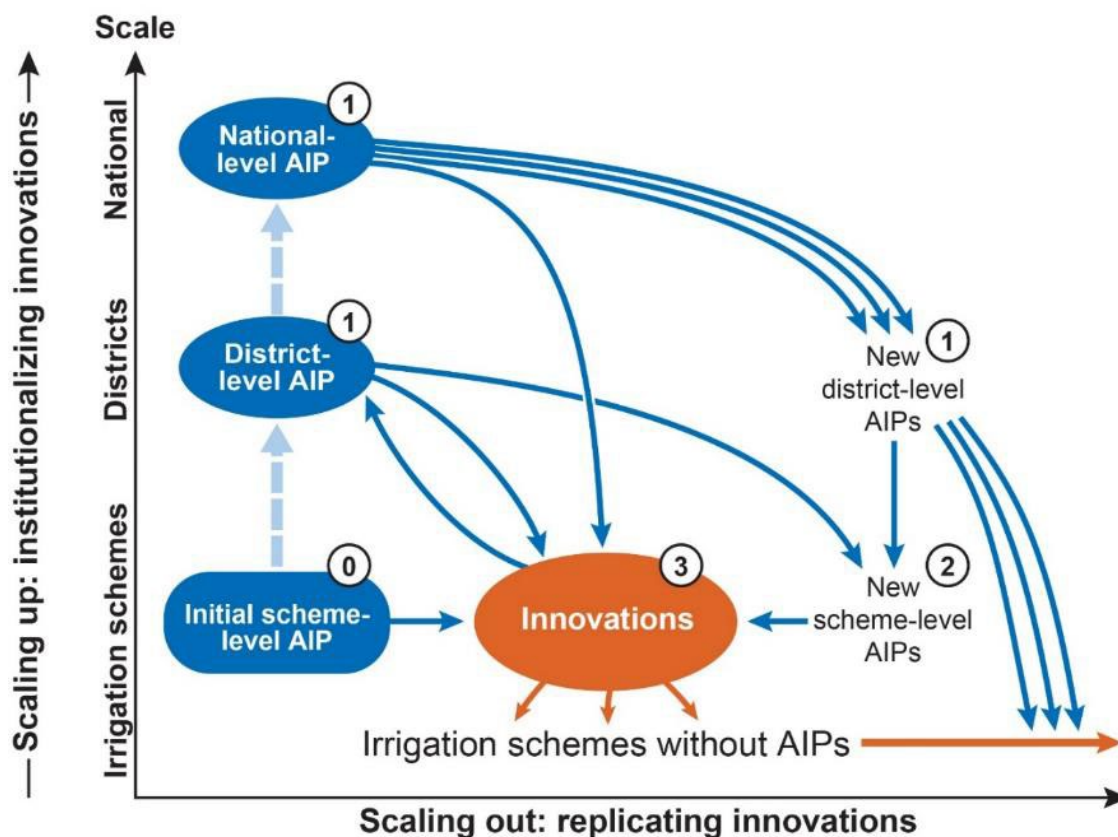 Scale
Scaling up: institutionalizing innovations
National
Districts
Irrigation schemes
1
National-
level AIP
1
District-
level AIP
1
New
district-level
AIPs
0
Initial scheme-
level AIP
3
Innovations
2
New
scheme-level
AIPs
Irrigation schemes without AIPs
Scaling out: replicating innovations